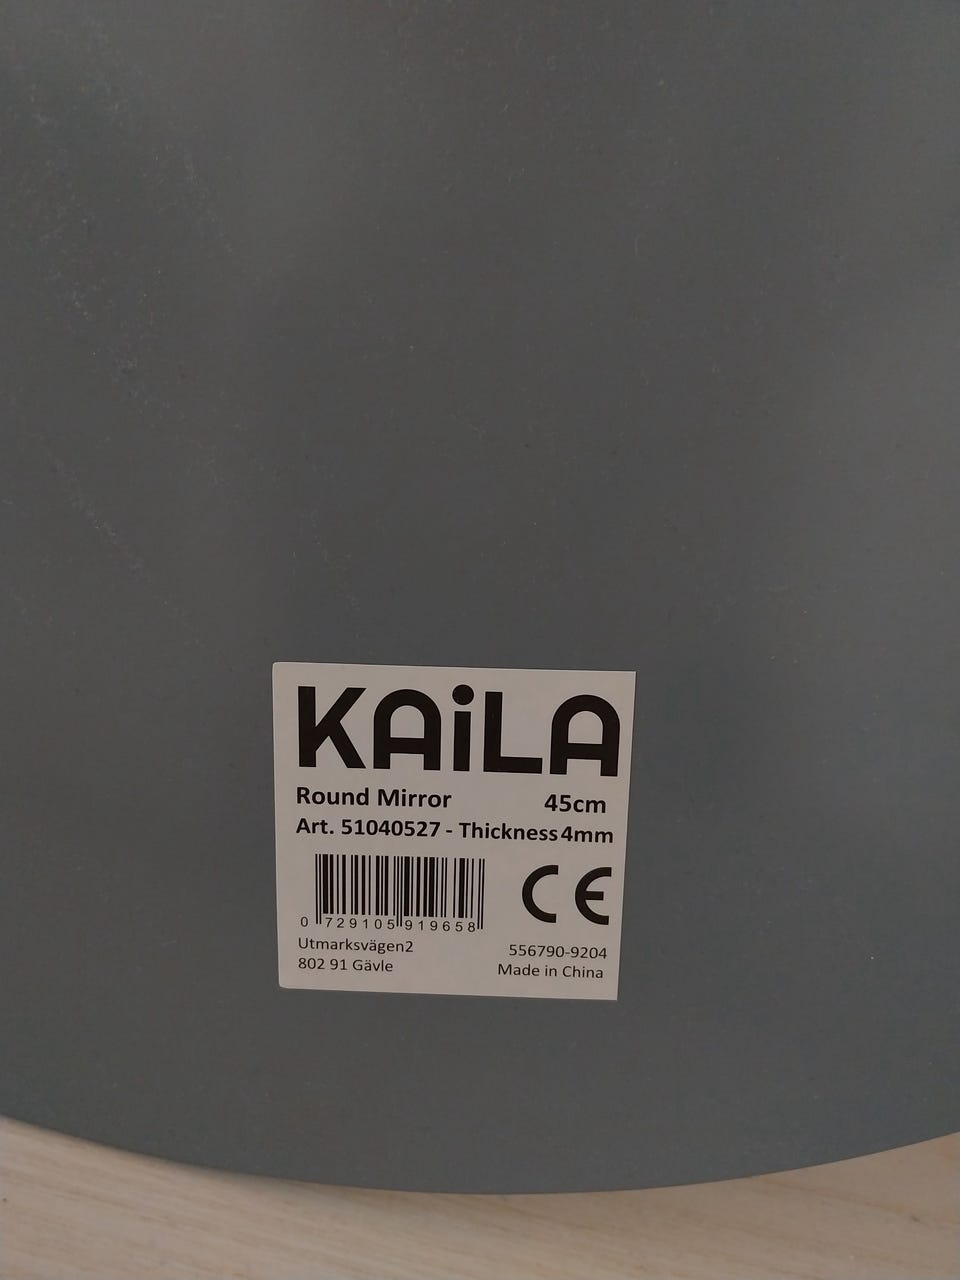 KAiLA
Round Mirror 45cm
Art. 51040527 - Thickness 4mm
CE
0 729105 919658
Utmarksvägen2
802 91 Gävle
556790-9204
Made in China